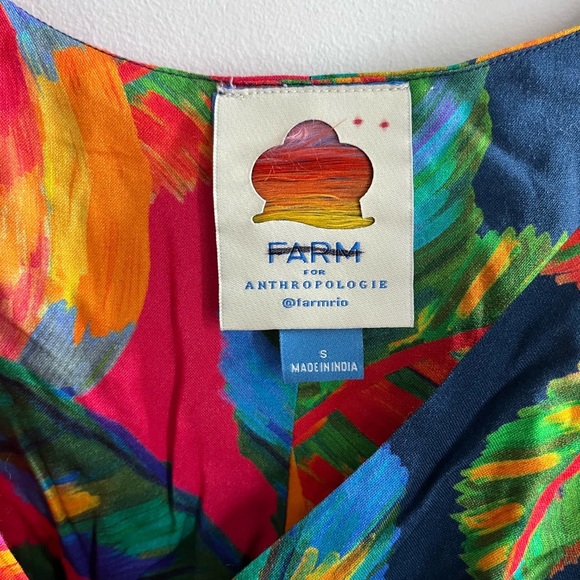 FARM
FOR
ANTHROPOLOGIE
@farmrio
S
MADE IN INDIA